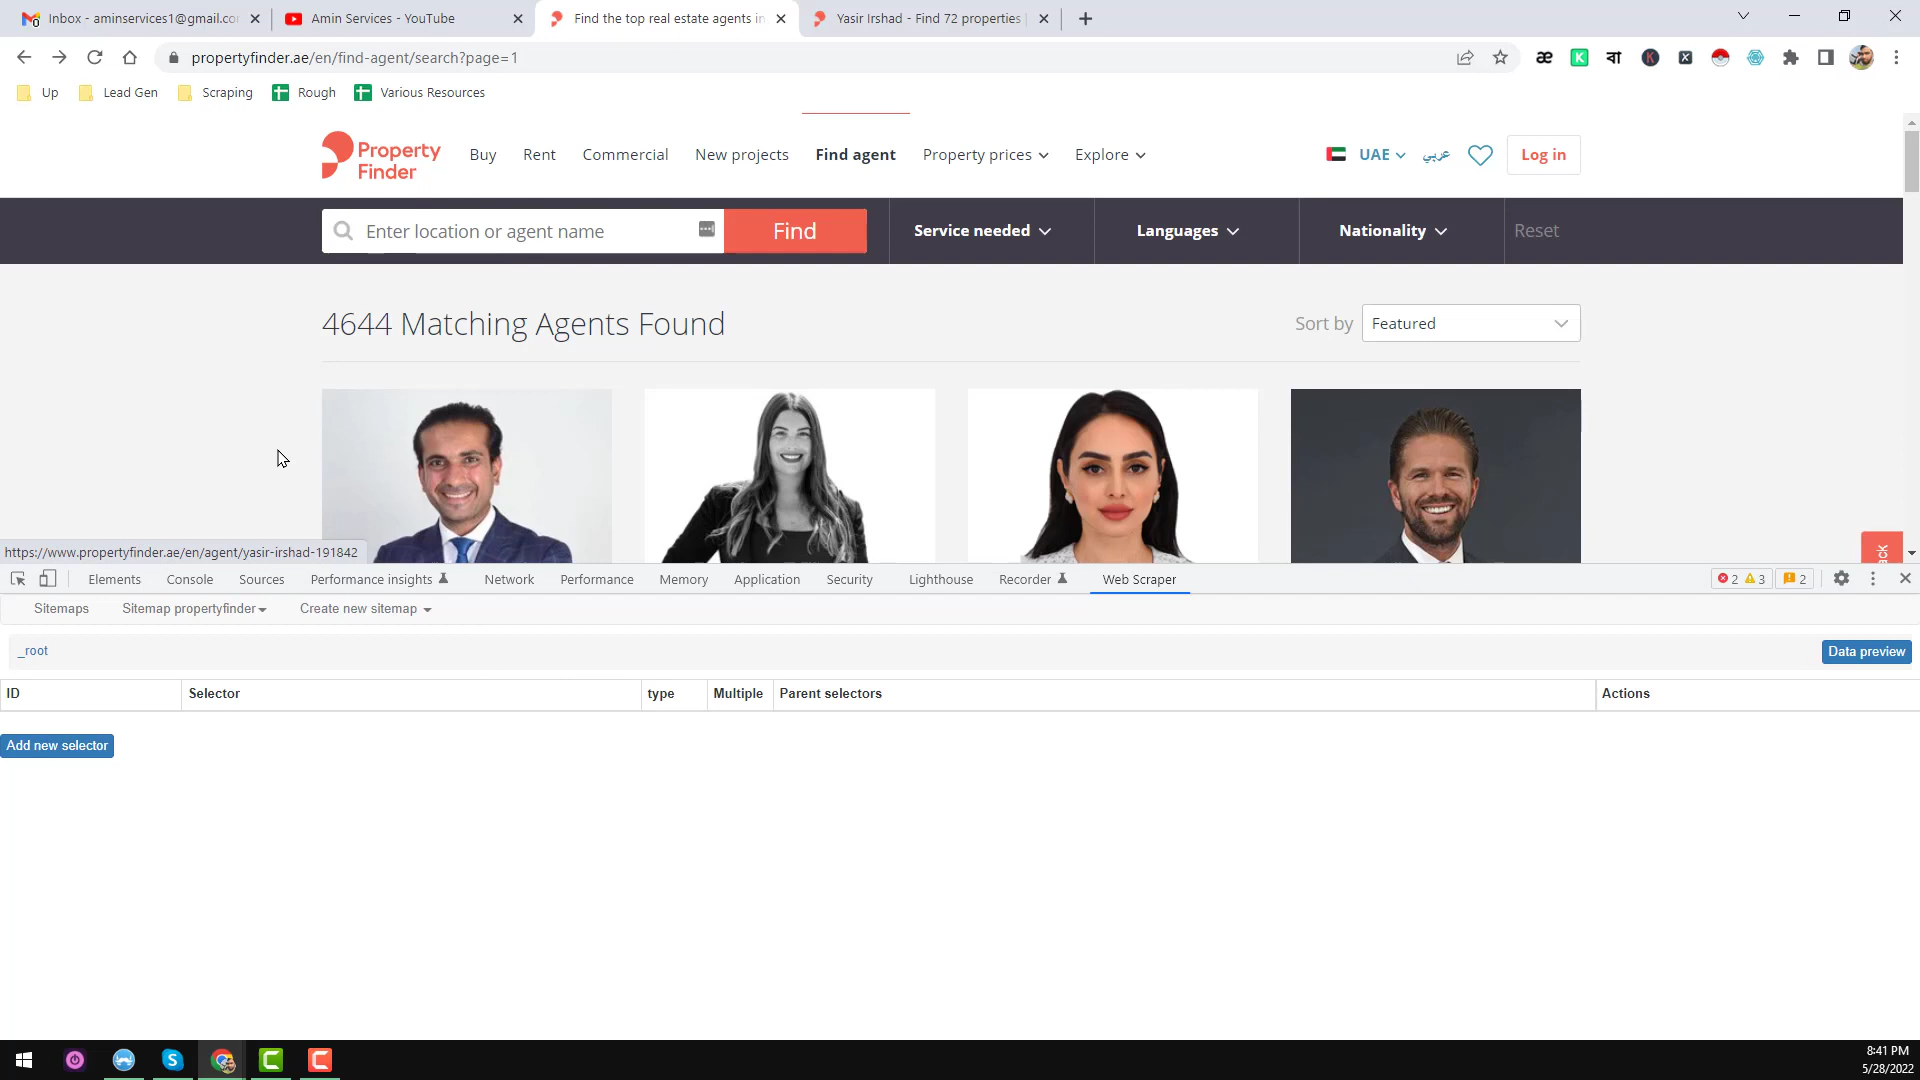 Inbox - aminservices1@gmail.co
Amin Services - YouTube
Find the top real estate agents in
Yasir Irshad - Find 72 properties
propertyfinder.ae/en/find-agent/search?page=1
Up
Lead Gen
Scraping
Rough
Various Resources
Property Finder
Buy
Rent
Commercial
New projects
Find agent
Property prices
Explore
UAE
عربي
Log in
Enter location or agent name
Find
Service needed
Languages
Nationality
Reset
4644 Matching Agents Found
Sort by
Featured
https://www.propertyfinder.ae/en/agent/yasir-irshad-191842
Elements
Console
Sources
Performance insights
Network
Performance
Memory
Application
Security
Lighthouse
Recorder
Web Scraper
2
3
2
Sitemaps
Sitemap propertyfinder
Create new sitemap
_root
Data preview
ID
Selector
type
Multiple
Parent selectors
Actions
Add new selector
8:41 PM
5/28/2022